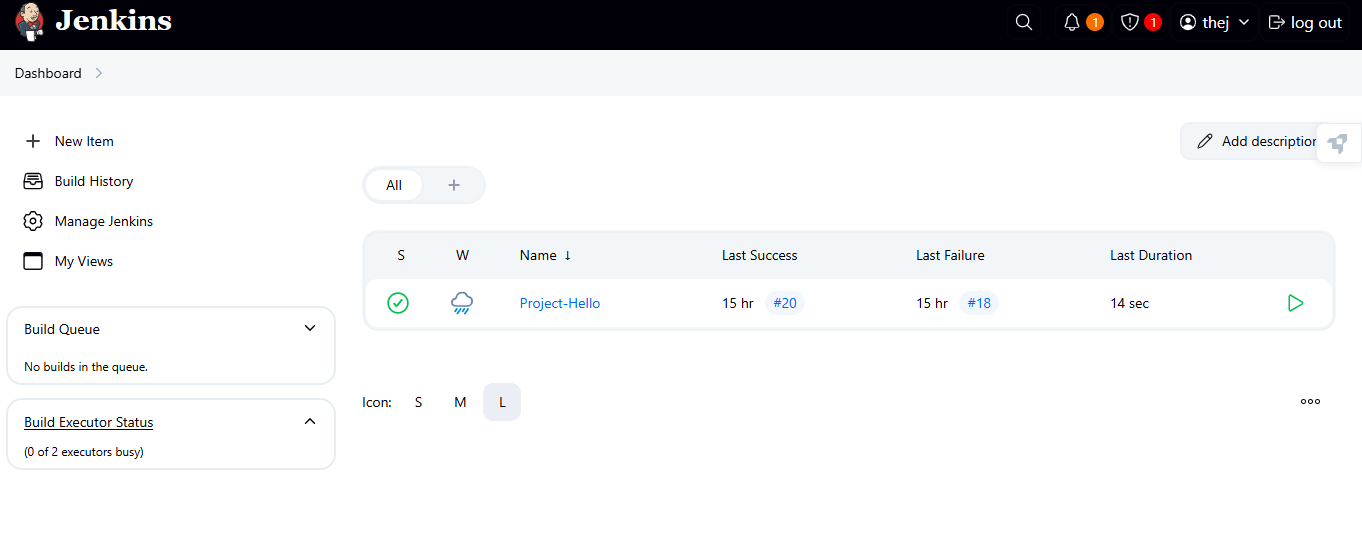 Jenkins
1
1
thej
log out
Dashboard
New Item
Build History
Manage Jenkins
My Views
Build Queue
No builds in the queue.
Build Executor Status
(0 of 2 executors busy)
Add description
All +
S W Name ↓ Last Success Last Failure Last Duration
Project-Hello 15 hr #20 15 hr #18 14 sec
Icon: S M L